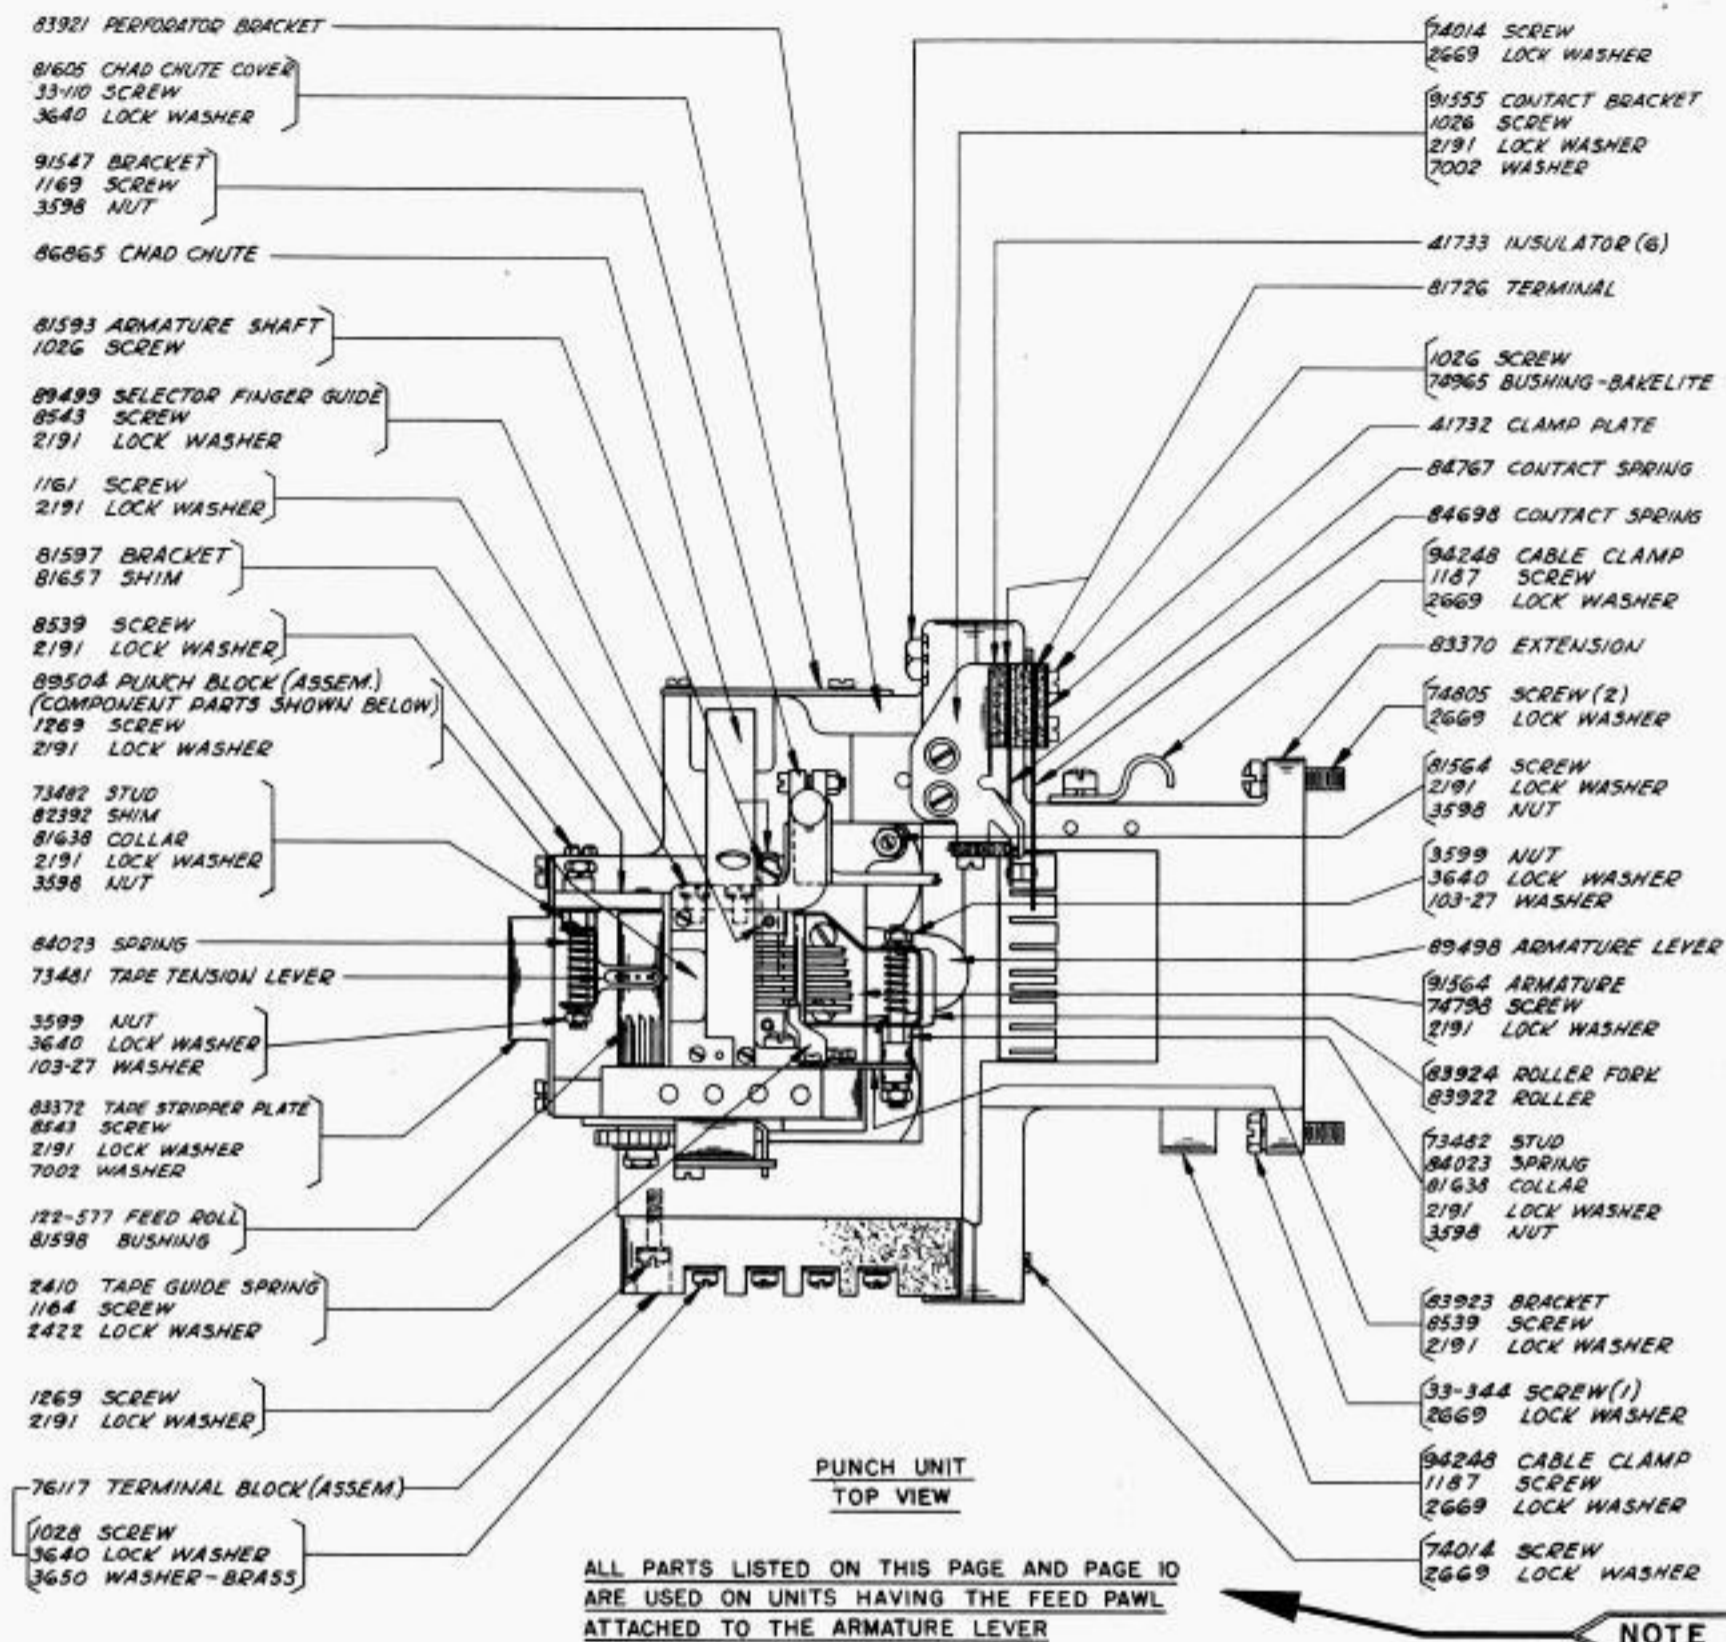 83921 PERFORATOR BRACKET
81605 CHAD CHUTE COVER
33-110 SCREW
3640 LOCK WASHER
91547 BRACKET
1169 SCREW
3598 NUT
86865 CHAD CHUTE
81593 ARMATURE SHAFT
1026 SCREW
89499 SELECTOR FINGER GUIDE
8543 SCREW
2191 LOCK WASHER
1161 SCREW
2191 LOCK WASHER
81597 BRACKET
81657 SHIM
8539 SCREW
2191 LOCK WASHER
89504 PUNCH BLOCK (ASSEM.)
(COMPONENT PARTS SHOWN BELOW)
1269 SCREW
2191 LOCK WASHER
73482 STUD
82392 SHIM
81638 COLLAR
2191 LOCK WASHER
3598 NUT
84023 SPRING
73481 TAPE TENSION LEVER
3599 NUT
3640 LOCK WASHER
103-27 WASHER
83372 TAPE STRIPPER PLATE
8543 SCREW
2191 LOCK WASHER
7002 WASHER
122-577 FEED ROLL
81598 BUSHING
2410 TAPE GUIDE SPRING
1164 SCREW
2422 LOCK WASHER
1269 SCREW
2191 LOCK WASHER
76117 TERMINAL BLOCK (ASSEM.)
1028 SCREW
3640 LOCK WASHER
3650 WASHER-BRASS
74014 SCREW
2669 LOCK WASHER
91555 CONTACT BRACKET
1026 SCREW
2191 LOCK WASHER
7002 WASHER
41733 INSULATOR (6)
81726 TERMINAL
1026 SCREW
74965 BUSHING-BAKELITE
41732 CLAMP PLATE
84767 CONTACT SPRING
84698 CONTACT SPRING
94248 CABLE CLAMP
1187 SCREW
2669 LOCK WASHER
83370 EXTENSION
74805 SCREW (2)
2669 LOCK WASHER
81564 SCREW
2191 LOCK WASHER
3598 NUT
3599 NUT
3640 LOCK WASHER
103-27 WASHER
89498 ARMATURE LEVER
91564 ARMATURE
74798 SCREW
2191 LOCK WASHER
83924 ROLLER FORK
83922 ROLLER
73482 STUD
84023 SPRING
81638 COLLAR
2191 LOCK WASHER
3598 NUT
83923 BRACKET
8539 SCREW
2191 LOCK WASHER
33-344 SCREW (1)
2669 LOCK WASHER
94248 CABLE CLAMP
1187 SCREW
2669 LOCK WASHER
74014 SCREW
2669 LOCK WASHER
PUNCH UNIT
TOP VIEW
ALL PARTS LISTED ON THIS PAGE AND PAGE 10
ARE USED ON UNITS HAVING THE FEED PAWL
ATTACHED TO THE ARMATURE LEVER
NOTE